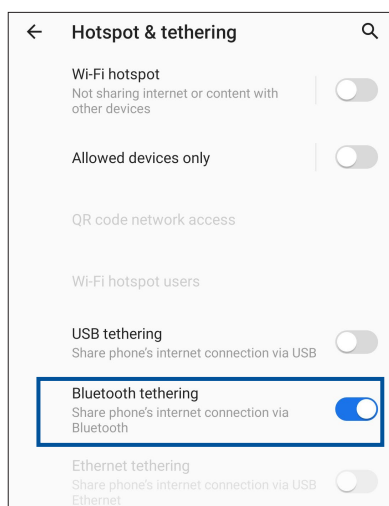 Hotspot & tethering
Wi-Fi hotspot
Not sharing internet or content with
other devices
Allowed devices only
QR code network access
Wi-Fi hotspot users
USB tethering
Share phone's internet connection via USB
Bluetooth tethering
Share phone's internet connection via
Bluetooth
Ethernet tethering
Share phone's internet connection via USB
Ethernet